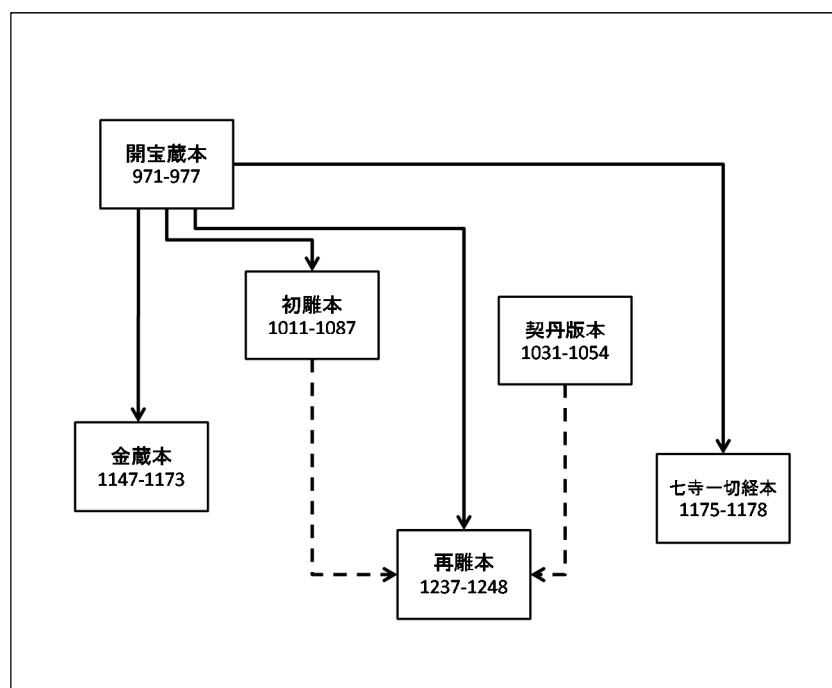 開宝蔵本
971-977
初雕本
1011-1087
契丹版本
1031-1054
金蔵本
1147-1173
七寺一切経本
1175-1178
再雕本
1237-1248